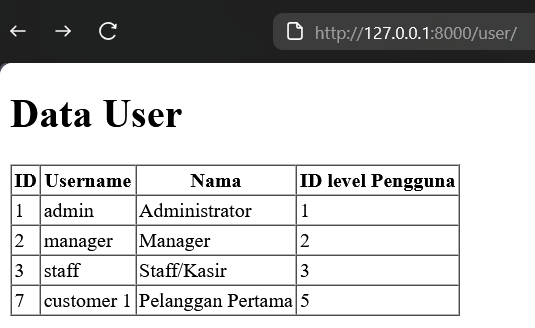 http://127.0.0.1:8000/user/
Data User
ID Username Nama ID level Pengguna
1 admin Administrator 1
2 manager Manager 2
3 staff Staff/Kasir 3
7 customer 1 Pelanggan Pertama 5